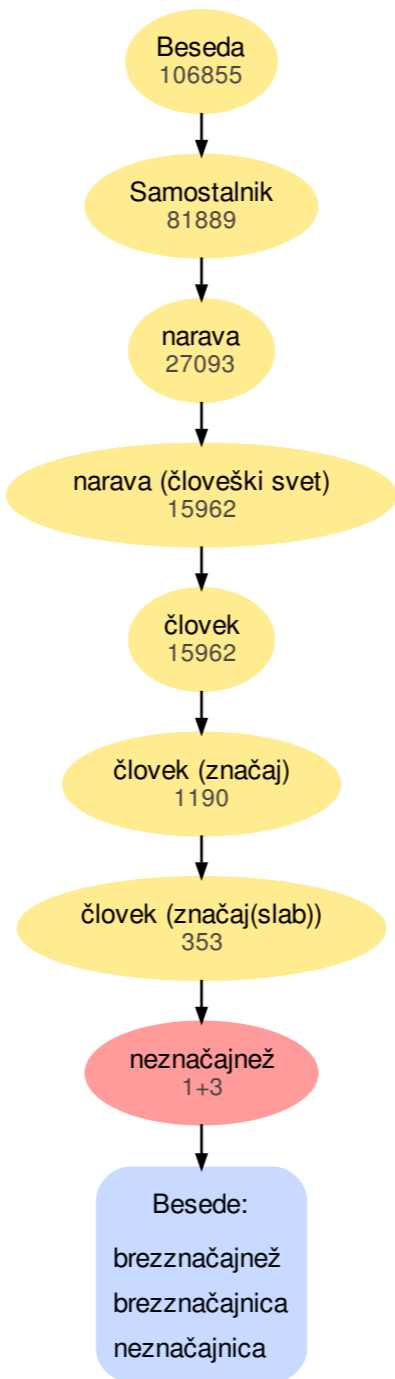 Beseda
106855
Samostalnik
81889
narava
27093
narava (človeški svet)
15962
človek
15962
človek (značaj)
1190
človek (značaj(slab))
353
neznačajnež
1+3
Besede:
brezznačajnež
brezznačajnica
neznačajnica